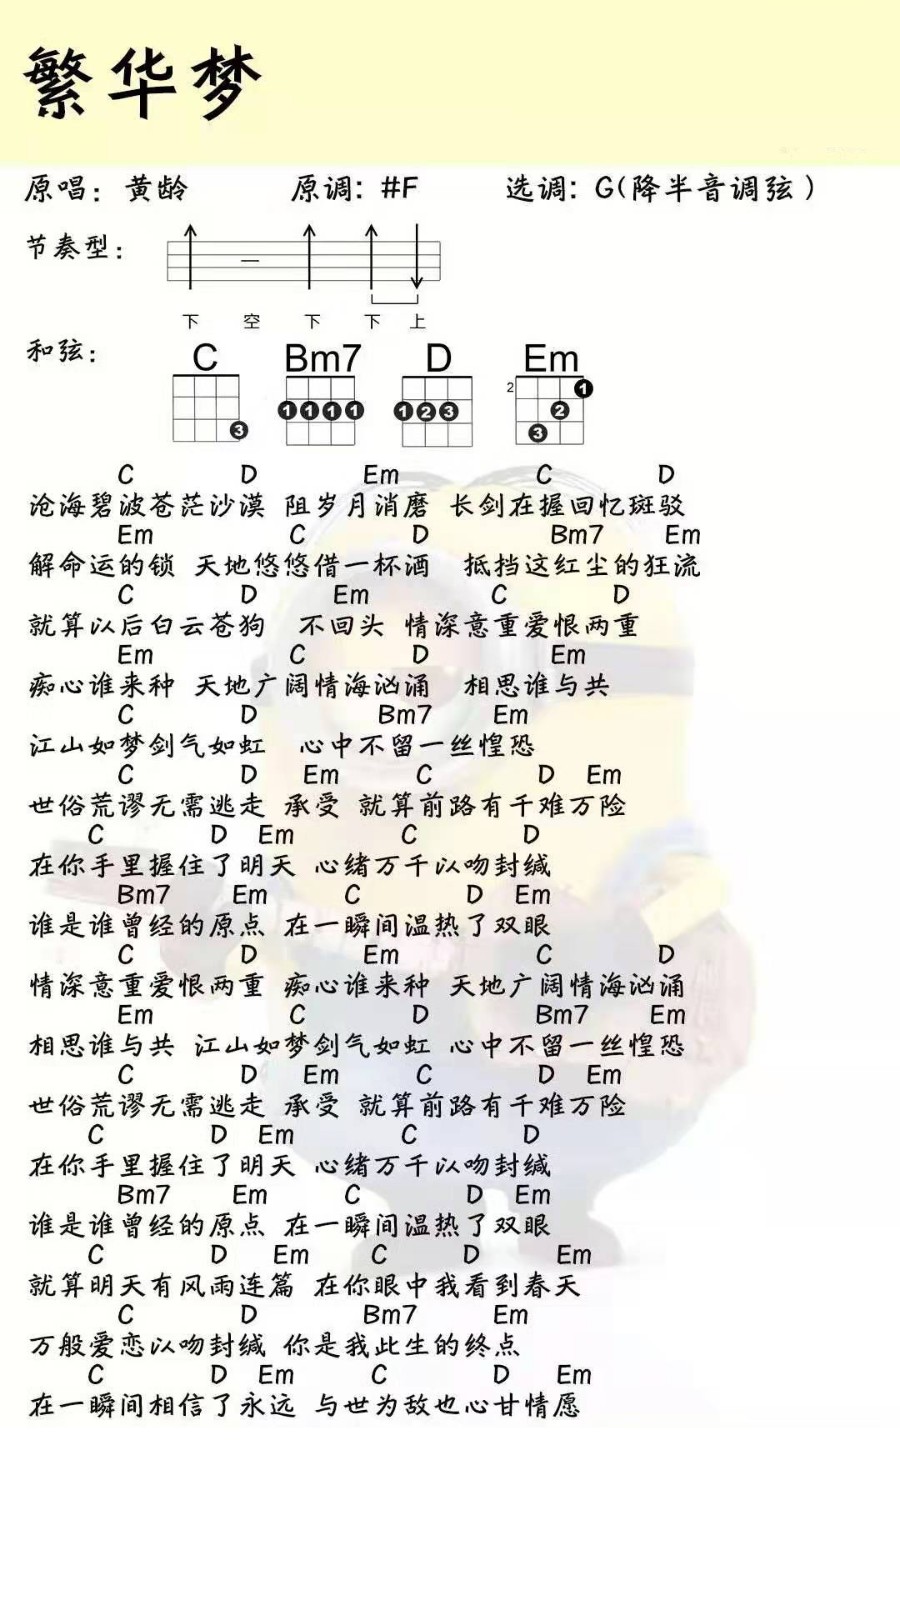 繁华梦
原唱：黄龄 原调: #F 选调: G(降半音调弦)
节奏型：
下 空 下 下 上
和弦：
C Bm7 D Em
3 1 1 1 1 1 2 3 2 1 2 3
C D Em C D
沧海碧波苍茫沙漠 阻岁月消磨 长剑在握回忆斑驳
Em C D Bm7 Em
解命运的锁 天地悠悠借一杯酒 抵挡这红尘的狂流
C D Em C D
就算以后白云苍狗 不回头 情深意重爱恨两重
Em C D Em
痴心谁来种 天地广阔情海汹涌 相思谁与共
C D Bm7 Em
江山如梦剑气如虹 心中不留一丝惶恐
C D Em C D Em
世俗荒谬无需逃走 承受 就算前路有千难万险
C D Em C D
在你手里握住了明天 心绪万千以吻封缄
Bm7 Em C D Em
谁是谁曾经的原点 在一瞬间温热了双眼
C D Em C D
情深意重爱恨两重 痴心谁来种 天地广阔情海汹涌
Em C D Bm7 Em
相思谁与共 江山如梦剑气如虹 心中不留一丝惶恐
C D Em C D Em
世俗荒谬无需逃走 承受 就算前路有千难万险
C D Em C D
在你手里握住了明天 心绪万千以吻封缄
Bm7 Em C D Em
谁是谁曾经的原点 在一瞬间温热了双眼
C D Em C D Em
就算明天有风雨连篇 在你眼中我看到春天
C D Bm7 Em
万般爱恋以吻封缄 你是我此生的终点
C D Em C D Em
在一瞬间相信了永远 与世为敌也心甘情愿